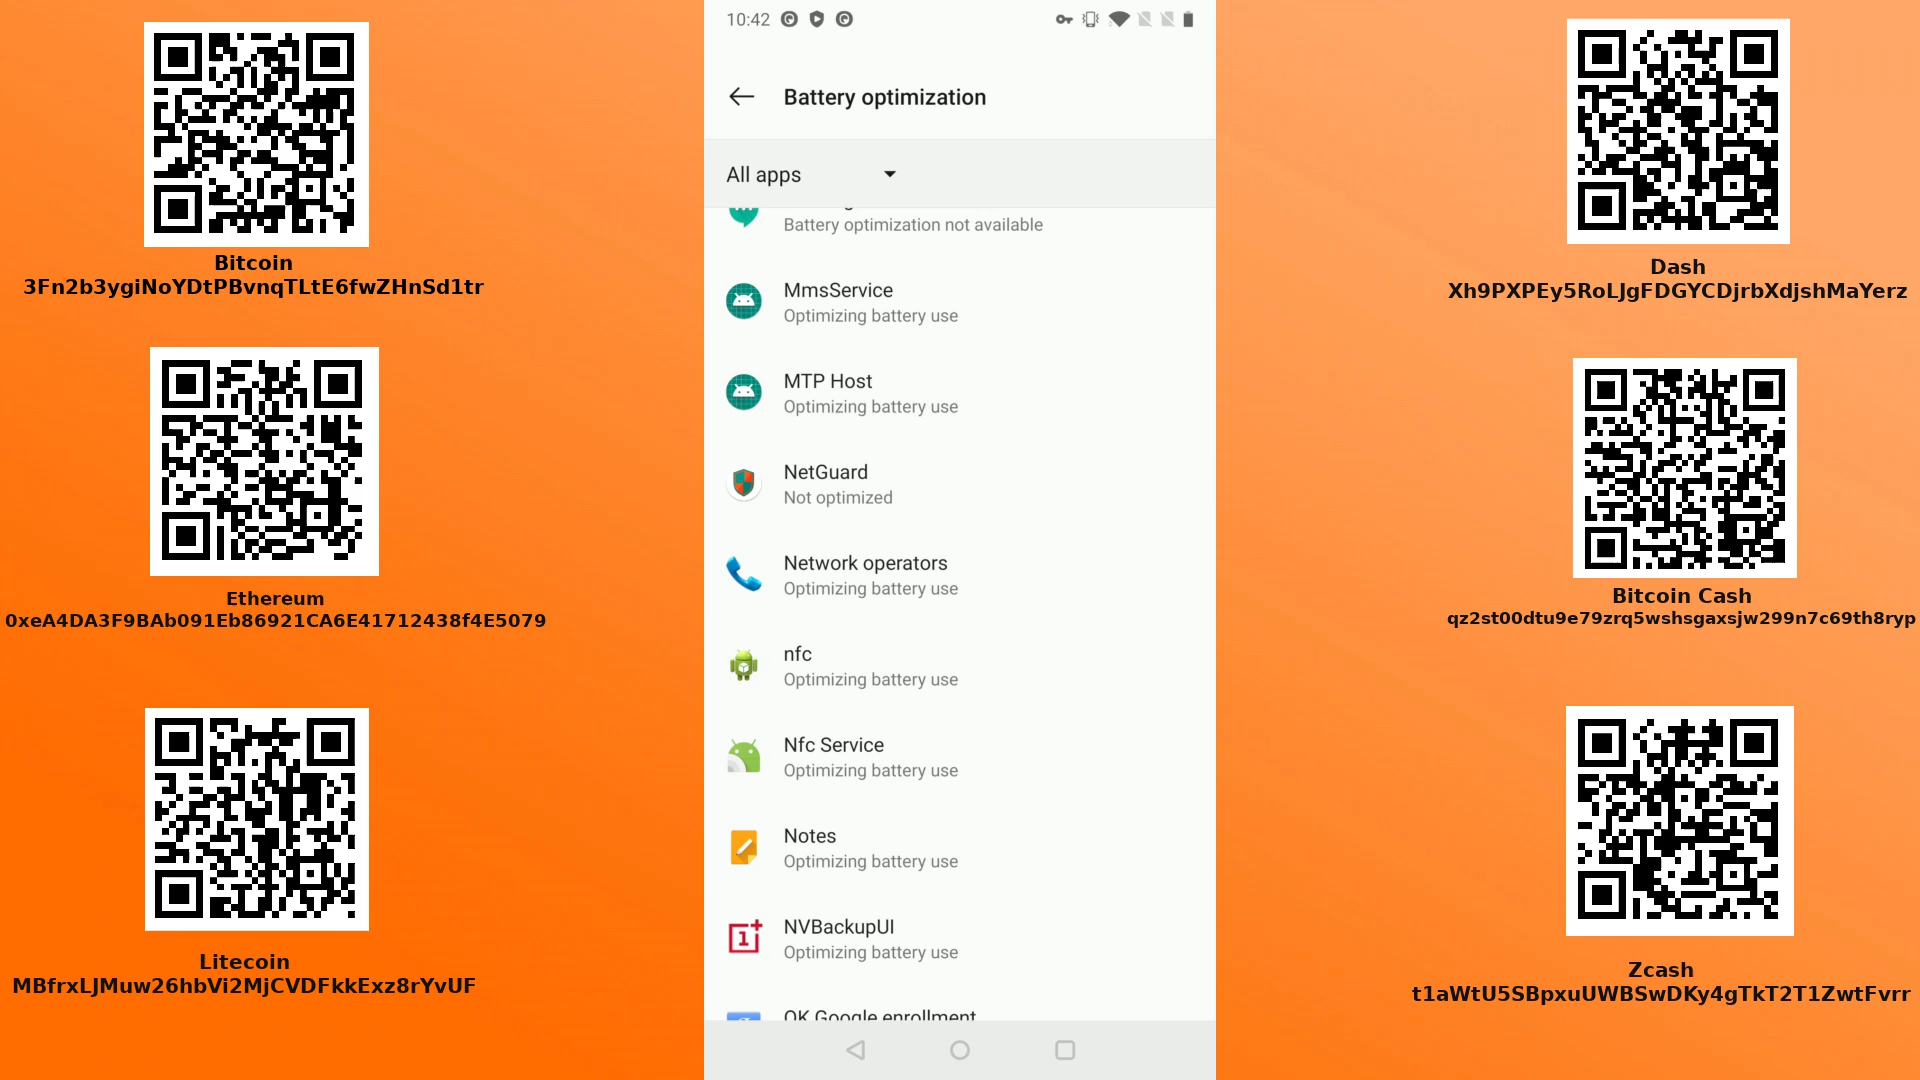 Bitcoin
3Fn2b3ygiNoYDtPBvnqTLtE6fwZHnSd1tr
Ethereum
0xeA4DA3F9BAb091Eb86921CA6E41712438f4E5079
Litecoin
MBfrxLJMuw26hbVi2MjCVDFkkExz8rYvUF
10:42
Battery optimization
All apps
Battery optimization not available
MmsService
Optimizing battery use
MTP Host
Optimizing battery use
NetGuard
Not optimized
Network operators
Optimizing battery use
nfc
Optimizing battery use
Nfc Service
Optimizing battery use
Notes
Optimizing battery use
NVBackupUI
Optimizing battery use
OK Google enrollment
Dash
Xh9PXPEy5RoLJgFDGYCDjrbXdjshMaYerz
Bitcoin Cash
qz2st00dtu9e79zrq5wshsgaxsjw299n7c69th8ryp
Zcash
t1aWtU5SBpxuUWBSwDKy4gTkT2T1ZwtFvrr